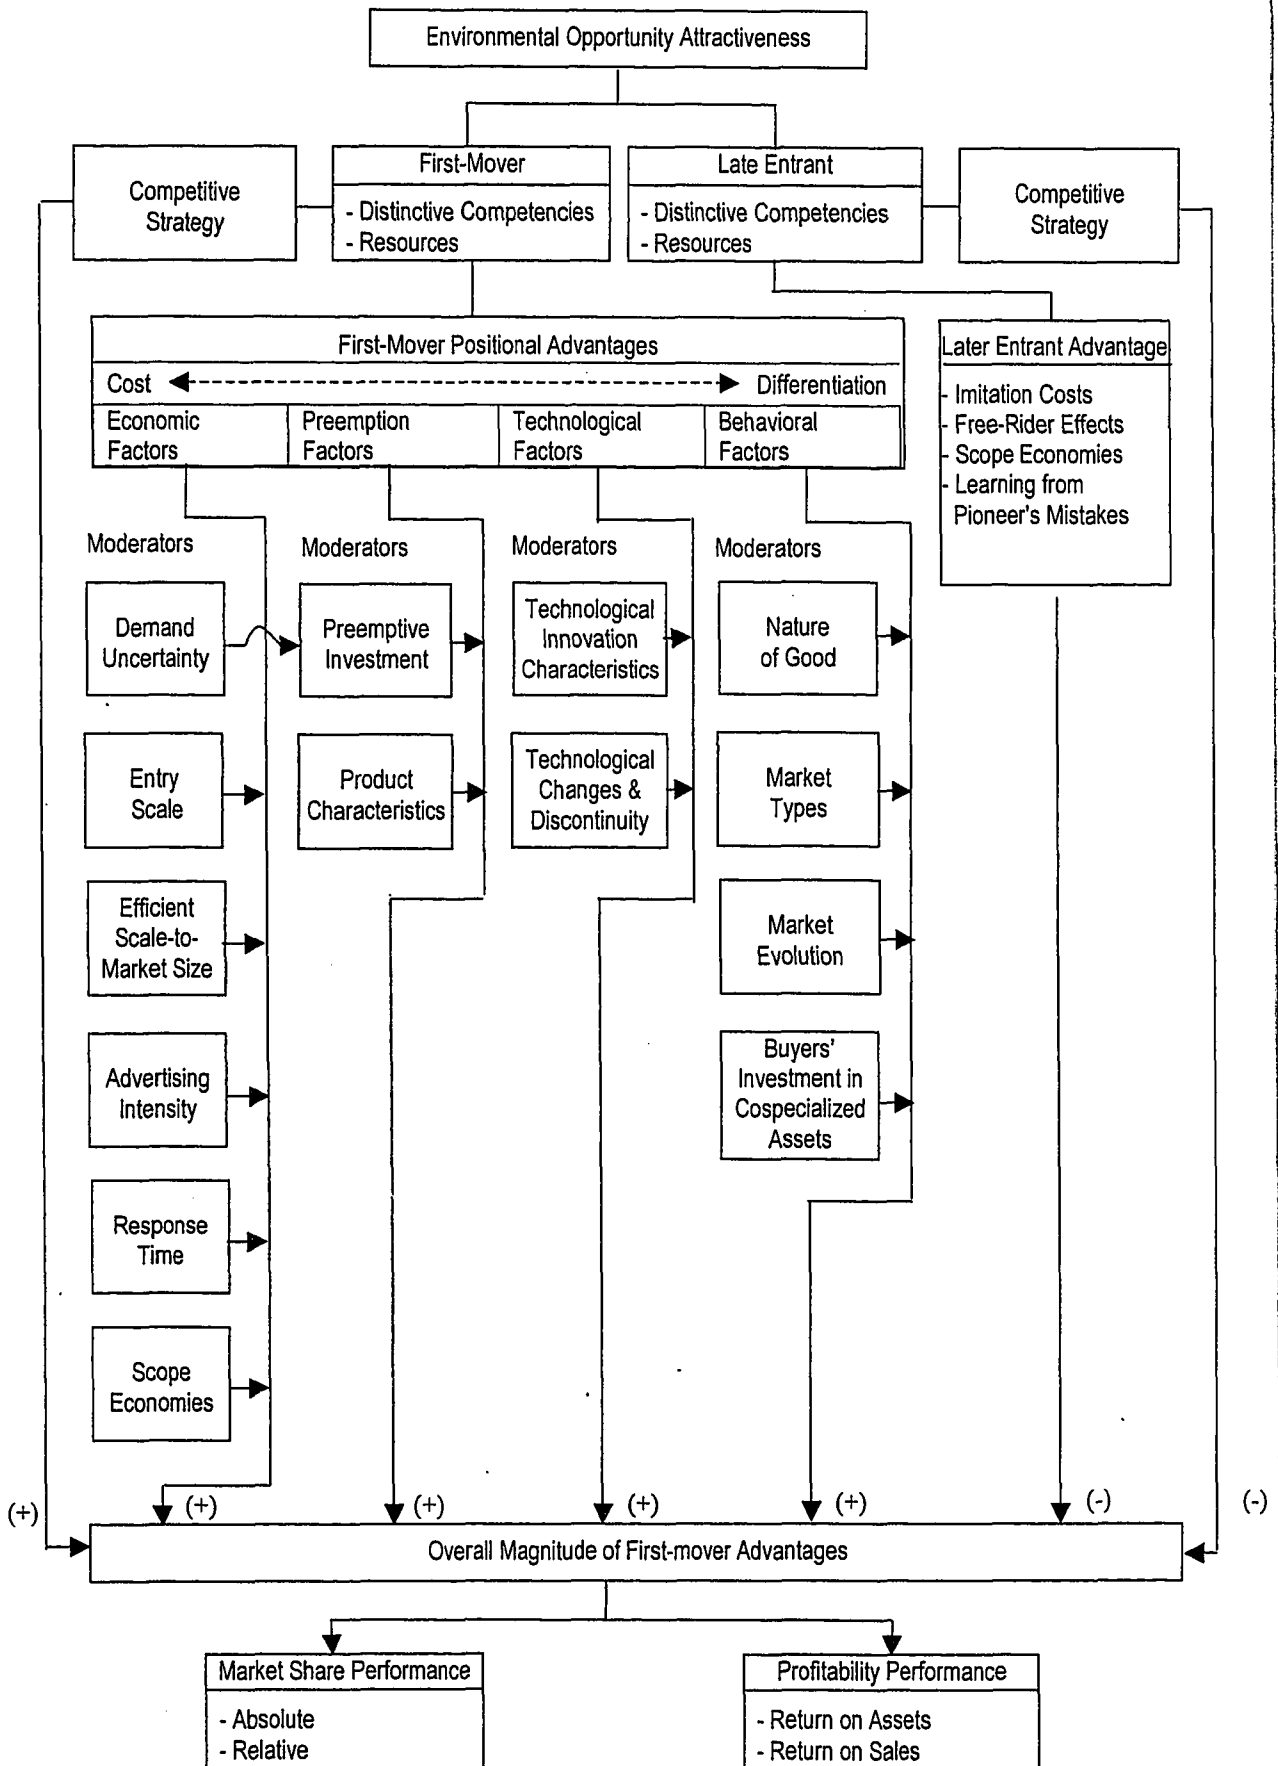 Environmental Opportunity Attractiveness
Competitive
Strategy
First-Mover
- Distinctive Competencies
- Resources
Late Entrant
- Distinctive Competencies
- Resources
Competitive
Strategy
First-Mover Positional Advantages
Cost
Differentiation
Economic
Factors
Preemption
Factors
Technological
Factors
Behavioral
Factors
Later Entrant Advantage
- Imitation Costs
- Free-Rider Effects
- Scope Economies
- Learning from
Pioneer's Mistakes
Moderators
Moderators
Moderators
Moderators
Demand
Uncertainty
Preemptive
Investment
Technological
Innovation
Characteristics
Nature
of Good
Entry
Scale
Product
Characteristics
Technological
Changes &
Discontinuity
Market
Types
Efficient
Scale-to-
Market Size
Market
Evolution
Advertising
Intensity
Buyers'
Investment in
Cospecialized
Assets
Response
Time
Scope
Economies
(+)
(+)
(+)
(+)
(+)
(-)
(-)
Overall Magnitude of First-mover Advantages
Market Share Performance
- Absolute
- Relative
Profitability Performance
- Return on Assets
- Return on Sales